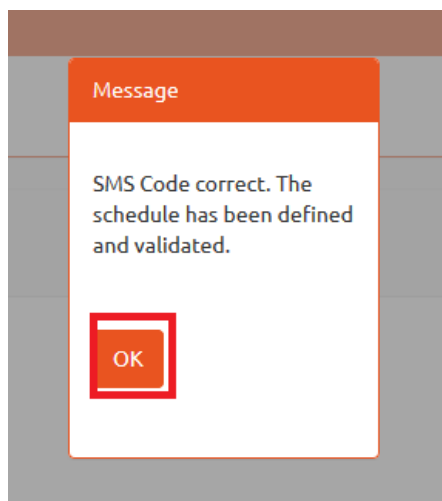 Message
SMS Code correct. The
schedule has been defined
and validated.
OK